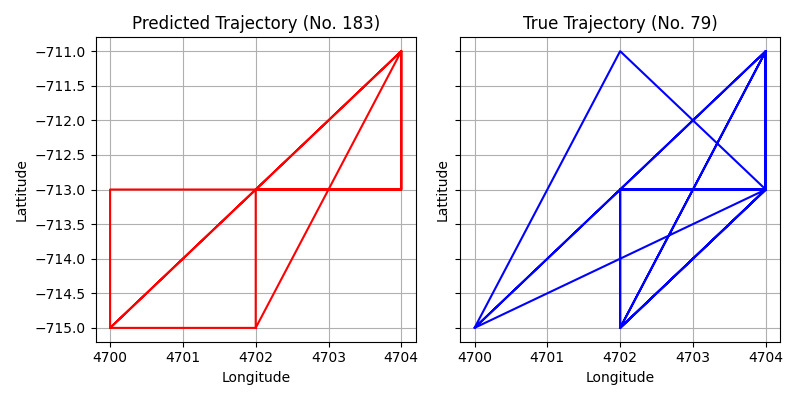 Predicted Trajectory (No. 183)
True Trajectory (No. 79)
Lattitude
−711.0
−711.5
−712.0
−712.5
−713.0
−713.5
−714.0
−714.5
−715.0
4700 4701 4702 4703 4704
Longitude
Lattitude
4700 4701 4702 4703 4704
Longitude